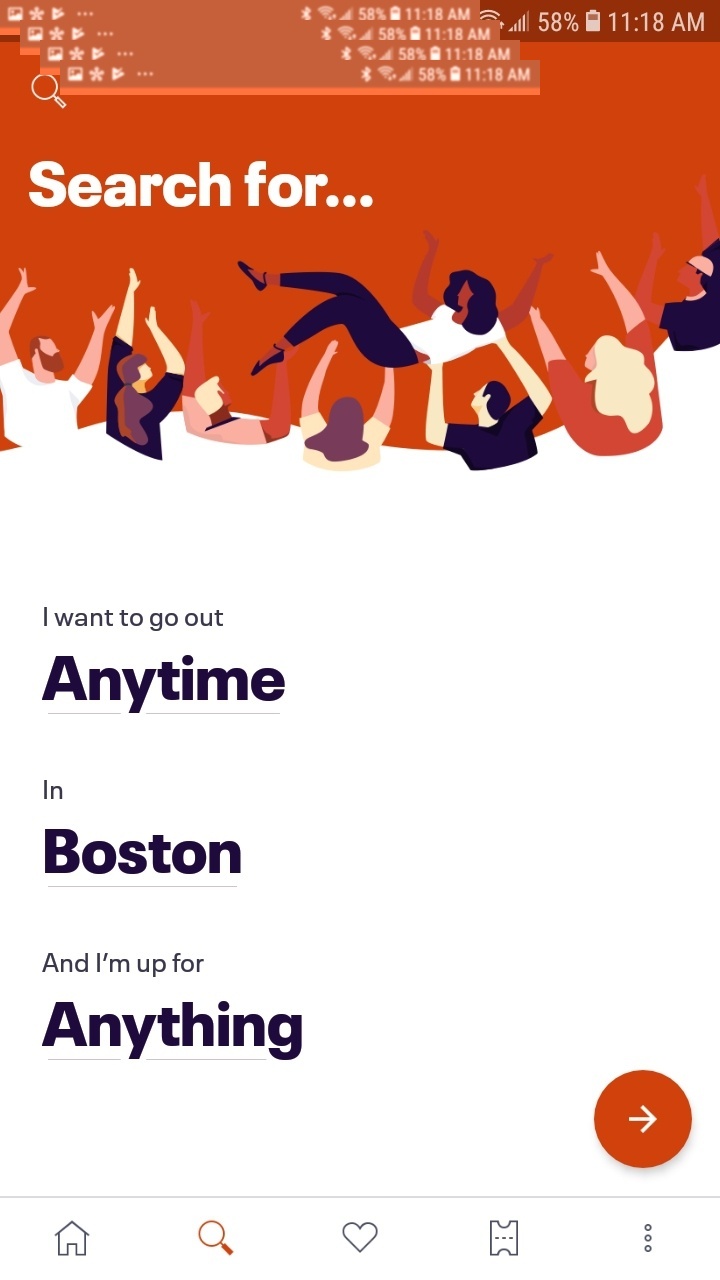 58% 11:18 AM
58% 11:18 AM
58% 11:18 AM
58% 11:18 AM
58% 11:18 AM
Search for...
I want to go out
Anytime
In
Boston
And I'm up for
Anything